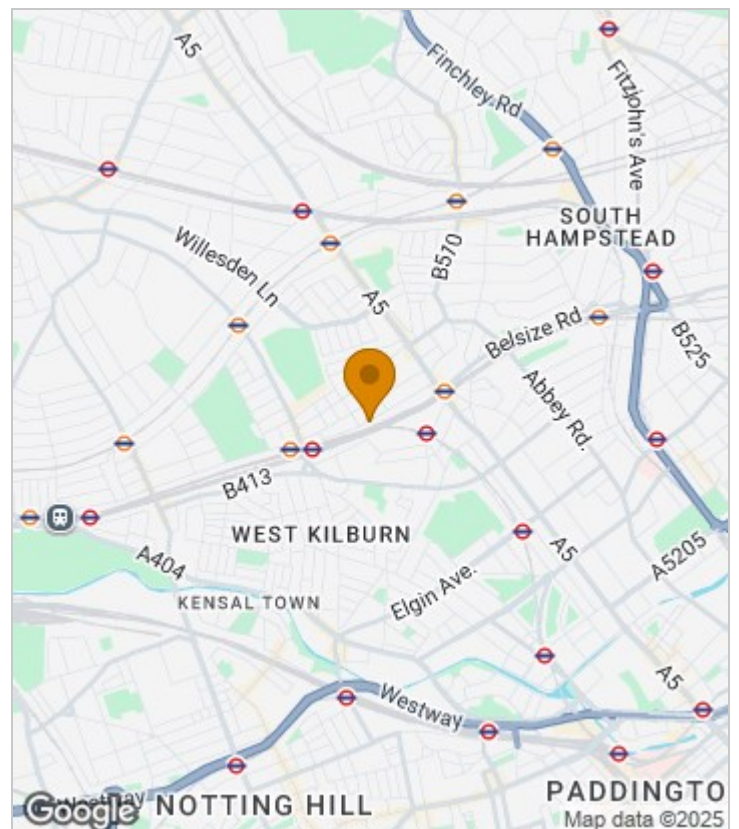 A5
Finchley Rd
Fitzjohn's Ave
SOUTH
HAMPSTEAD
Willesden Ln
B510
A5
Belsize Rd
B525
Abbey Rd.
B413
WEST KILBURN
A5
A5205
A404
Elgin Ave.
KENSAL TOWN
A5
Westway
Westway
PADDINGTO
NOTTING HILL
Google
Map data ©2025